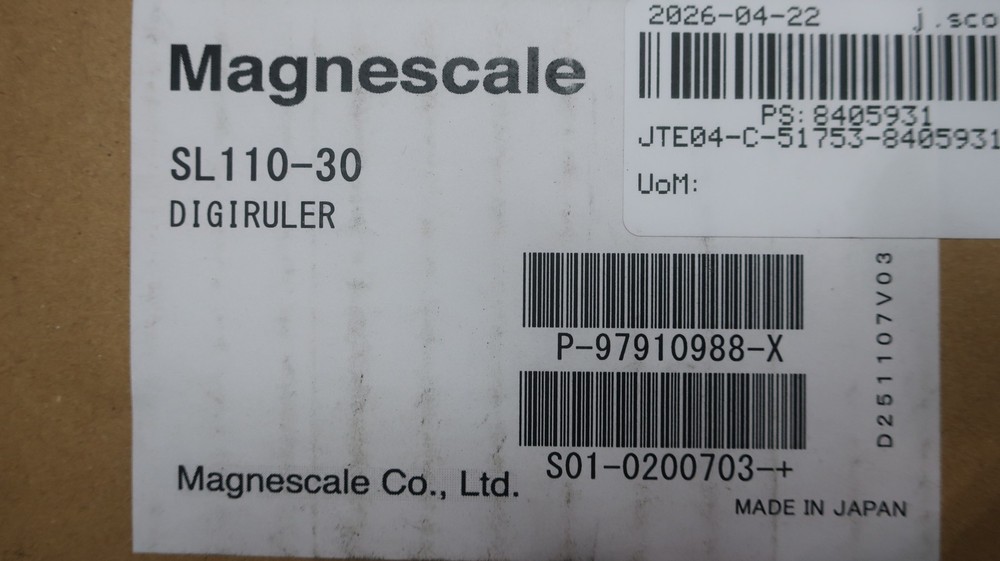 Magnescale
SL110-30
DIGIRULER
2026-04-22
PS: 8405931
JTE04-C-51753-8405931
UoM:
P-97910988-X
S01-0200703-+
D251107V03
Magnescale Co., Ltd.
MADE IN JAPAN